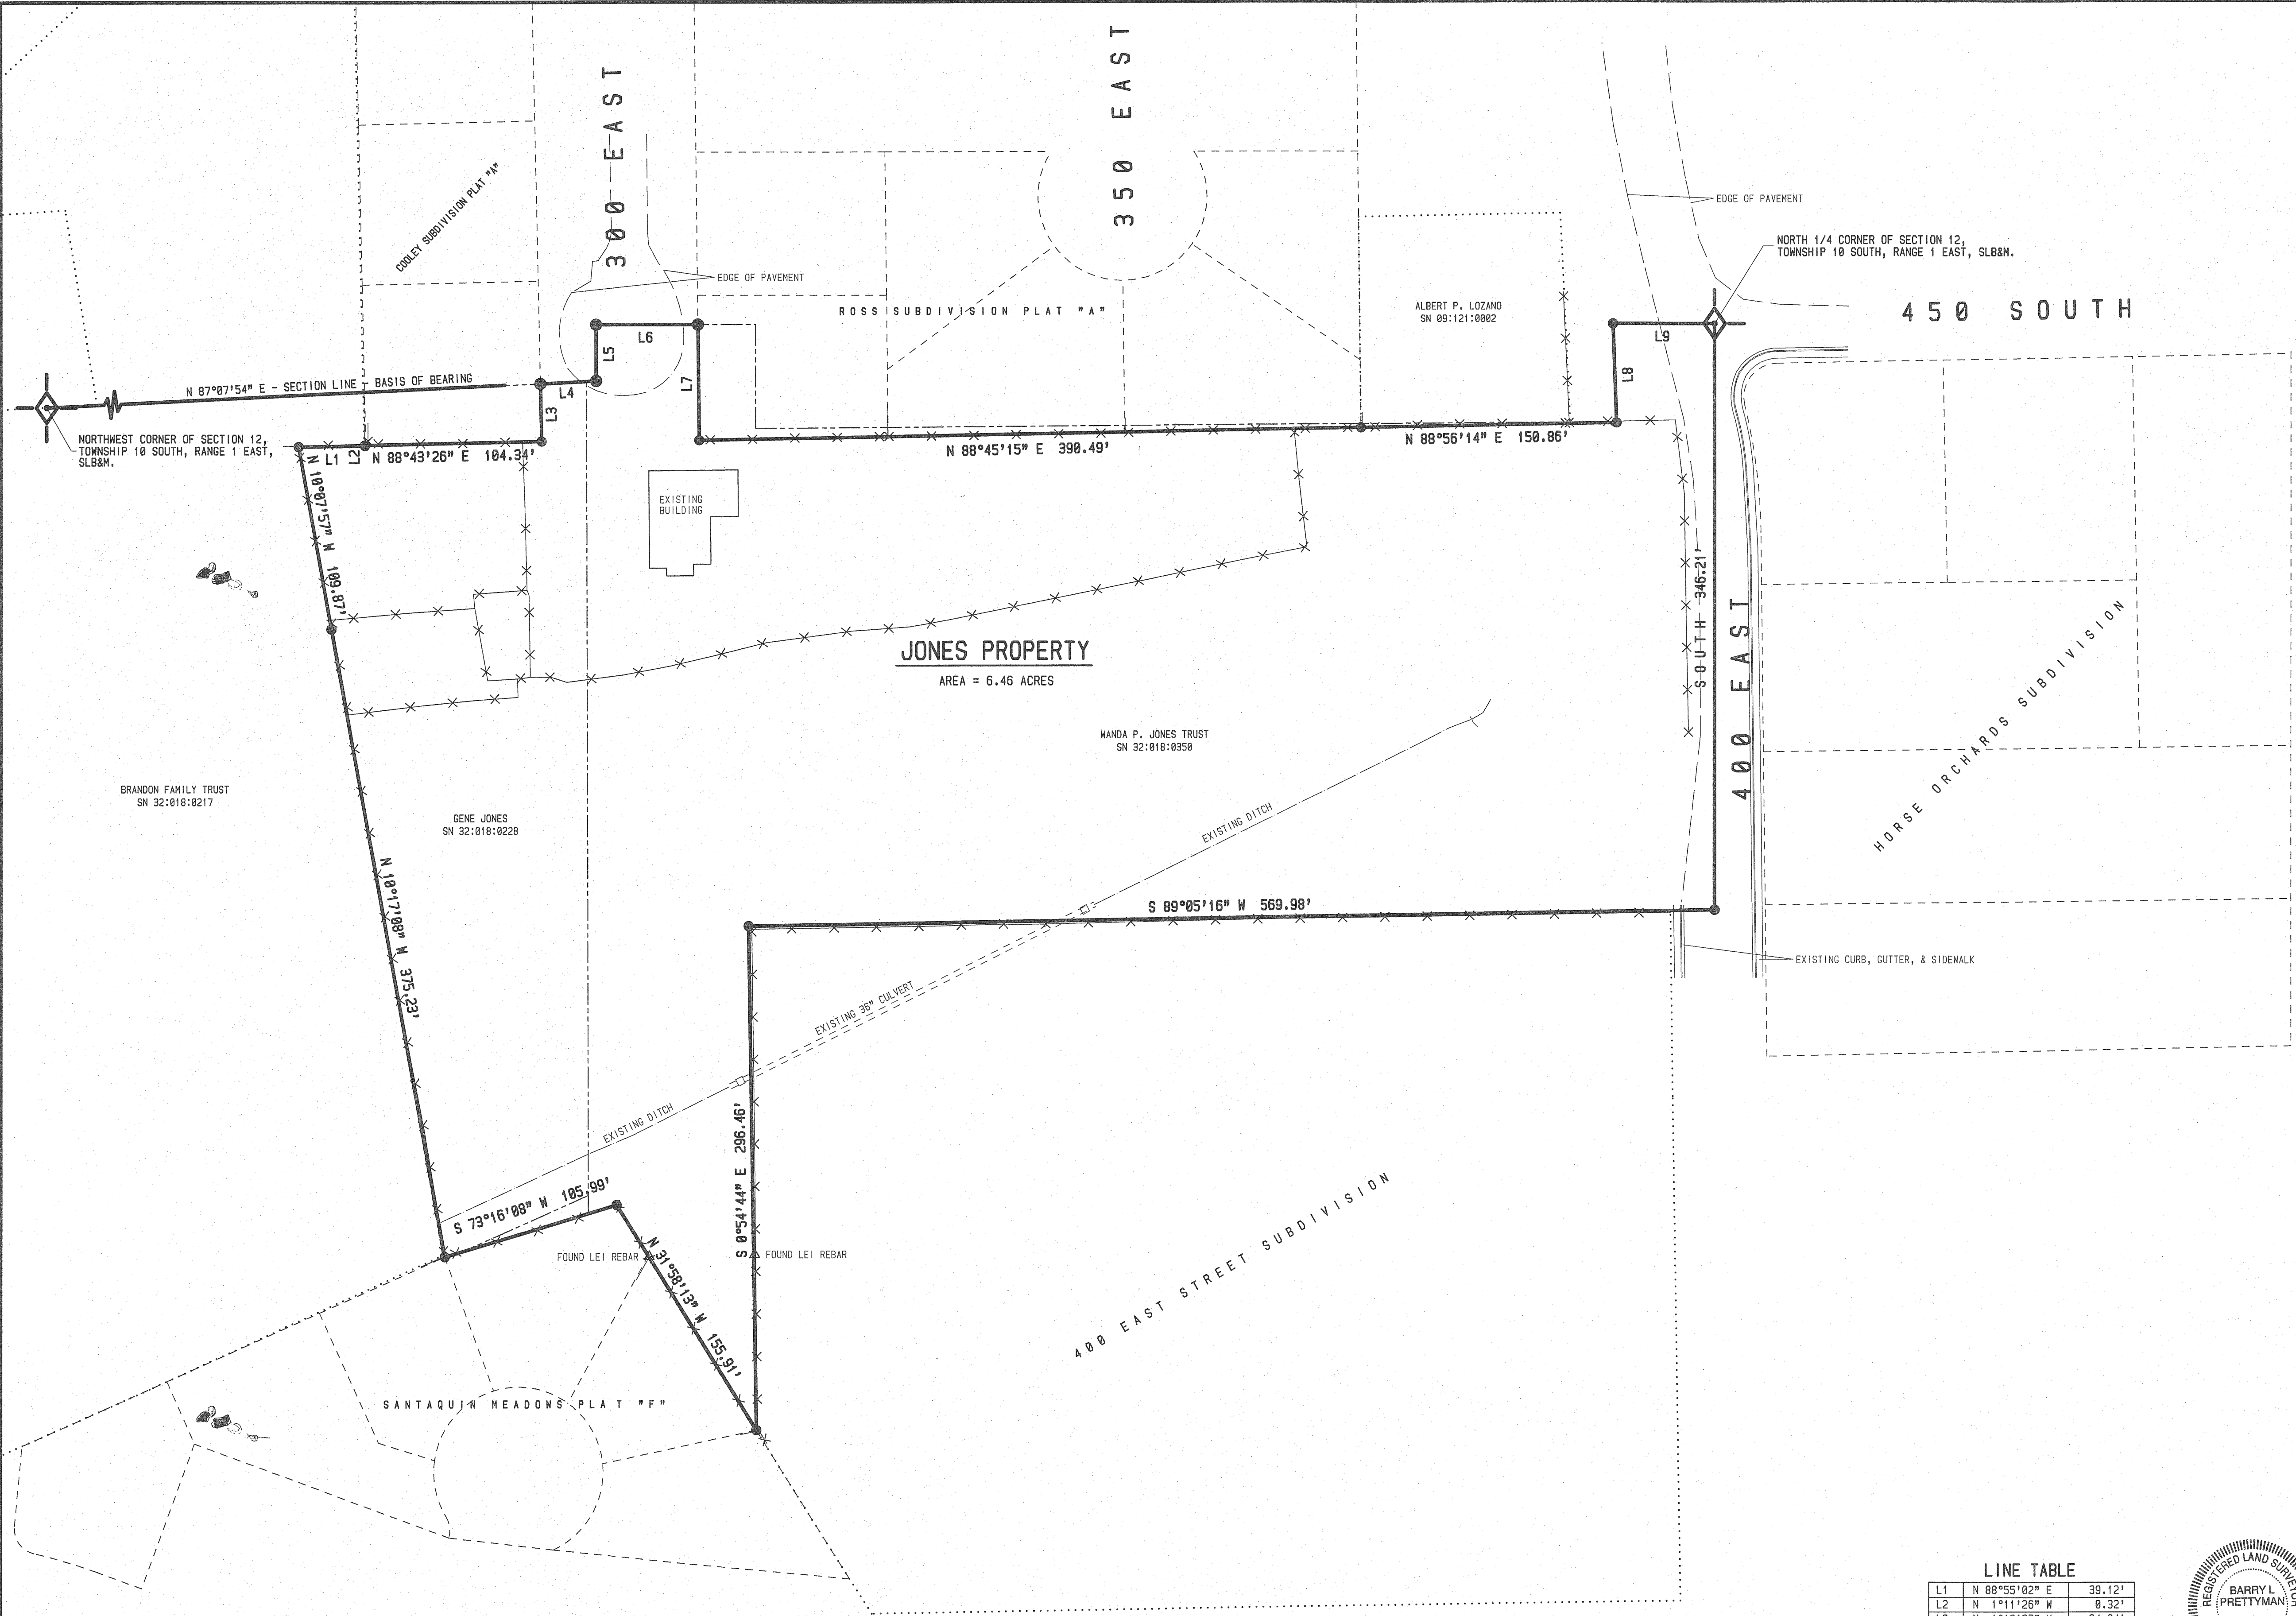 300 EAST
350 EAST
COOLEY SUBDIVISION PLAT "A"
EDGE OF PAVEMENT
EDGE OF PAVEMENT
NORTH 1/4 CORNER OF SECTION 12,
TOWNSHIP 10 SOUTH, RANGE 1 EAST, SLB&M.
450 SOUTH
ROSS SUBDIVISION PLAT "A"
ALBERT P. LOZANO
SN 09:121:0002
L9
L8
L6
L5
L7
L4
L3
N 87°07'54" E - SECTION LINE - BASIS OF BEARING
NORTHWEST CORNER OF SECTION 12,
TOWNSHIP 10 SOUTH, RANGE 1 EAST,
SLB&M.
L1
L2
N 88°43'26" E 104.34'
N 88°45'15" E 390.49'
N 88°56'14" E 150.86'
N 10°07'57" W 109.87'
EXISTING
BUILDING
JONES PROPERTY
AREA = 6.46 ACRES
SOUTH 346.21'
400 EAST
HORSE ORCHARDS SUBDIVISION
WANDA P. JONES TRUST
SN 32:018:0350
BRANDON FAMILY TRUST
SN 32:018:0217
GENE JONES
SN 32:018:0228
EXISTING DITCH
N 10°17'08" W 375.23'
S 89°05'16" W 569.98'
EXISTING CURB, GUTTER, & SIDEWALK
EXISTING 36" CULVERT
EXISTING DITCH
S 0°54'44" E 296.46'
S 73°16'08" W 105.99'
FOUND LEI REBAR
FOUND LEI REBAR
N 31°58'13" W 155.91'
400 EAST STREET SUBDIVISION
SANTAQUIN MEADOWS PLAT "F"
LINE TABLE
L1 N 88°55'02" E 39.12'
L2 N 1°11'26" W 0.32'
REGISTERED LAND SURVEYOR
BARRY L
PRETTYMAN